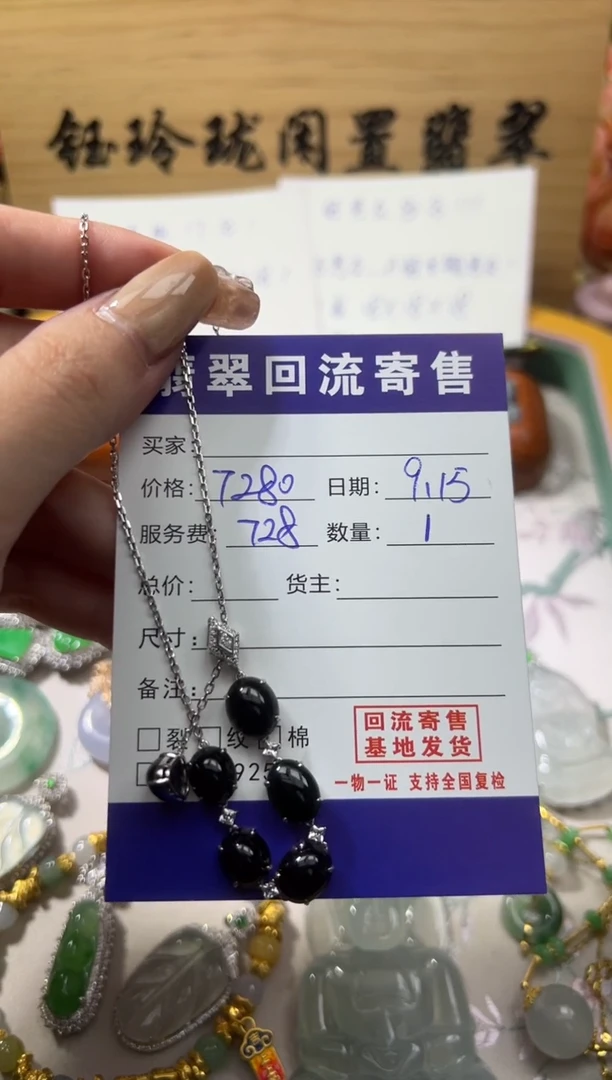 钰玲珑闲置翡翠
翡翠回流寄售
买家:
价格: 7280 日期: 9.15
服务费: 728 数量: 1
总价: 货主:
尺寸:
备注:
裂 纹 棉
925
回流寄售
基地发货
一物一证 支持全国复检